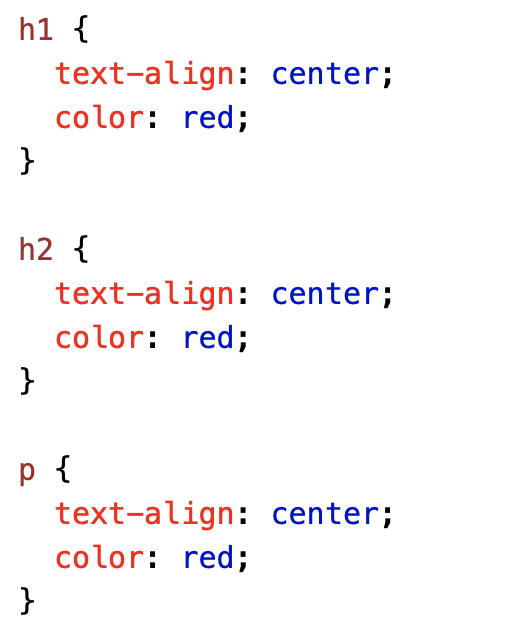 h1 {
  text-align: center;
  color: red;
}

h2 {
  text-align: center;
  color: red;
}

p {
  text-align: center;
  color: red;
}